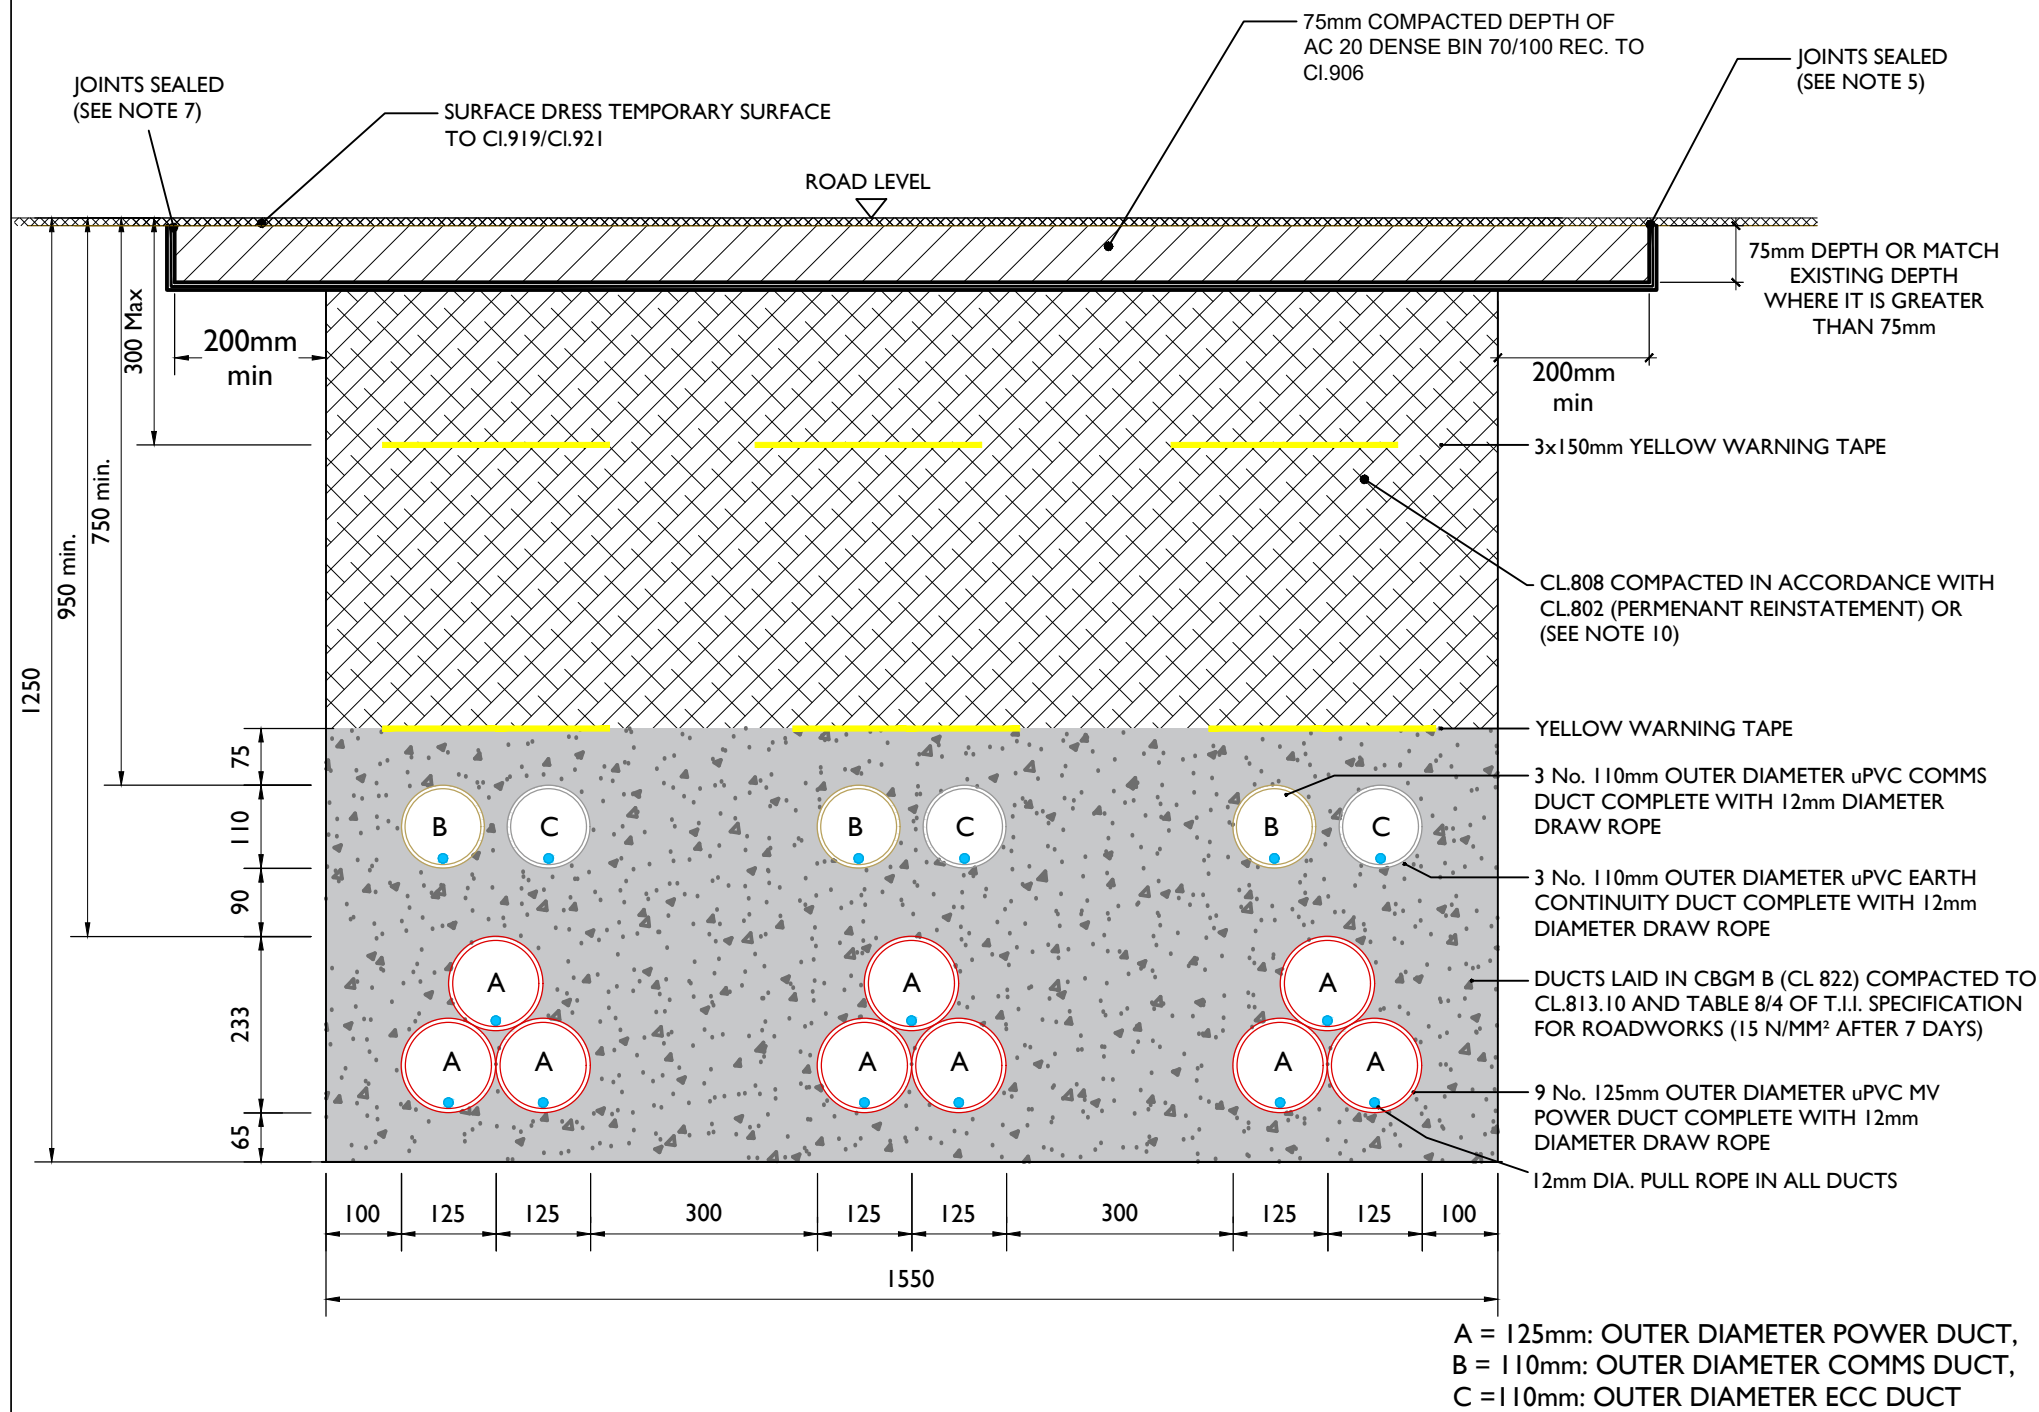 75mm COMPACTED DEPTH OF
AC 20 DENSE BIN 70/100 REC. TO
Cl.906
JOINTS SEALED
(SEE NOTE 7)
SURFACE DRESS TEMPORARY SURFACE
TO Cl.919/Cl.921
JOINTS SEALED
(SEE NOTE 5)
ROAD LEVEL
75mm DEPTH OR MATCH
EXISTING DEPTH
WHERE IT IS GREATER
THAN 75mm
200mm
min
200mm
min
300 Max
750 min.
950 min.
1250
3x150mm YELLOW WARNING TAPE
CL.808 COMPACTED IN ACCORDANCE WITH
CL.802 (PERMENANT REINSTATEMENT) OR
(SEE NOTE 10)
YELLOW WARNING TAPE
3 No. 110mm OUTER DIAMETER uPVC COMMS
DUCT COMPLETE WITH 12mm DIAMETER
DRAW ROPE
3 No. 110mm OUTER DIAMETER uPVC EARTH
CONTINUITY DUCT COMPLETE WITH 12mm
DIAMETER DRAW ROPE
DUCTS LAID IN CBGM B (CL 822) COMPACTED TO
CL.813.10 AND TABLE 8/4 OF T.I.I. SPECIFICATION
FOR ROADWORKS (15 N/MM² AFTER 7 DAYS)
9 No. 125mm OUTER DIAMETER uPVC MV
POWER DUCT COMPLETE WITH 12mm
DIAMETER DRAW ROPE
12mm DIA. PULL ROPE IN ALL DUCTS
75
110
90
233
65
B C B C B C
A A A
A A A A A A
100 125 125 300 125 125 300 125 125 100
1550
A = 125mm: OUTER DIAMETER POWER DUCT,
B = 110mm: OUTER DIAMETER COMMS DUCT,
C =110mm: OUTER DIAMETER ECC DUCT